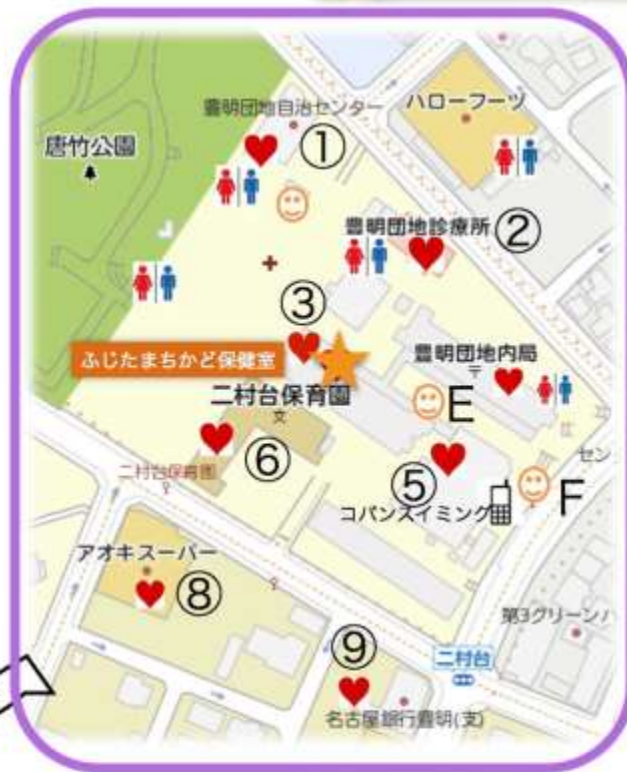 豊明団地自治センター
ハローフーヅ
唐竹公園
①
豊明団地診療所
②
③
ふじたまちかど保健室
豊明団地内局
〒
二村台保育園
文
E
⑥
⑤
二村台保育園
セン
コパンスイミング
F
アオキスーパー
⑧
第3グリーンハ
⑨
二村台
名古屋銀行豊明(支)